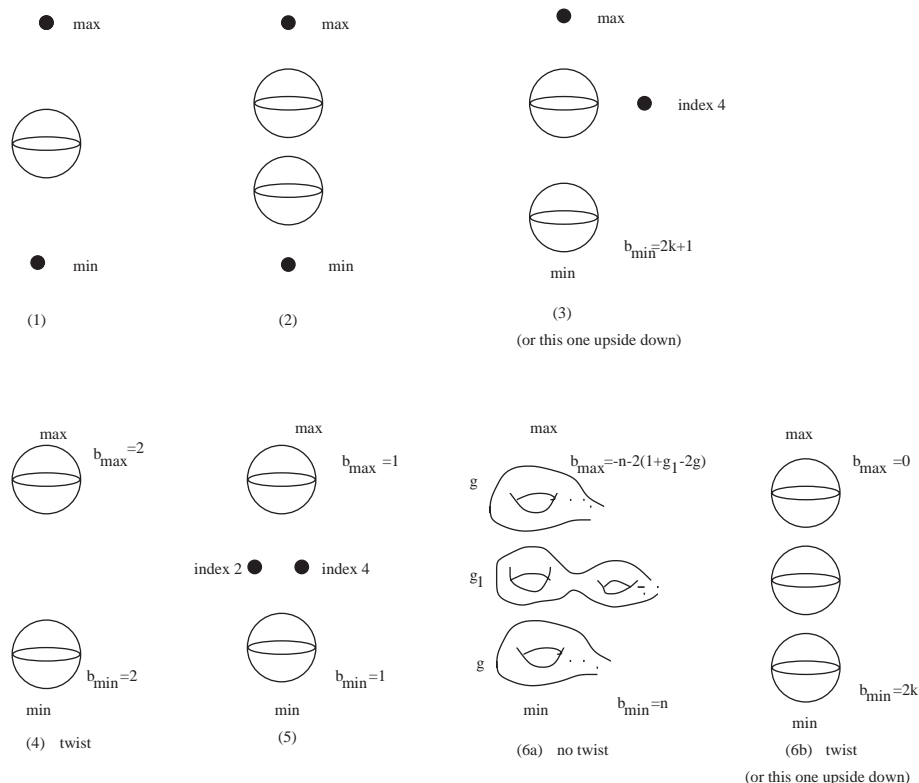 max
max
max
index 4
min
min
b_min=2k+1
min
(1)
(2)
(3)
(or this one upside down)
max
b_max=2
max
b_max=1
max
b_max=-n-2(1+g_1-2g)
g
max
b_max=0
index 2
index 4
g_1
g
b_min=2
b_min=1
b_min=n
b_min=2k
min
min
min
min
(4) twist
(5)
(6a) no twist
(6b) twist
(or this one upside down)